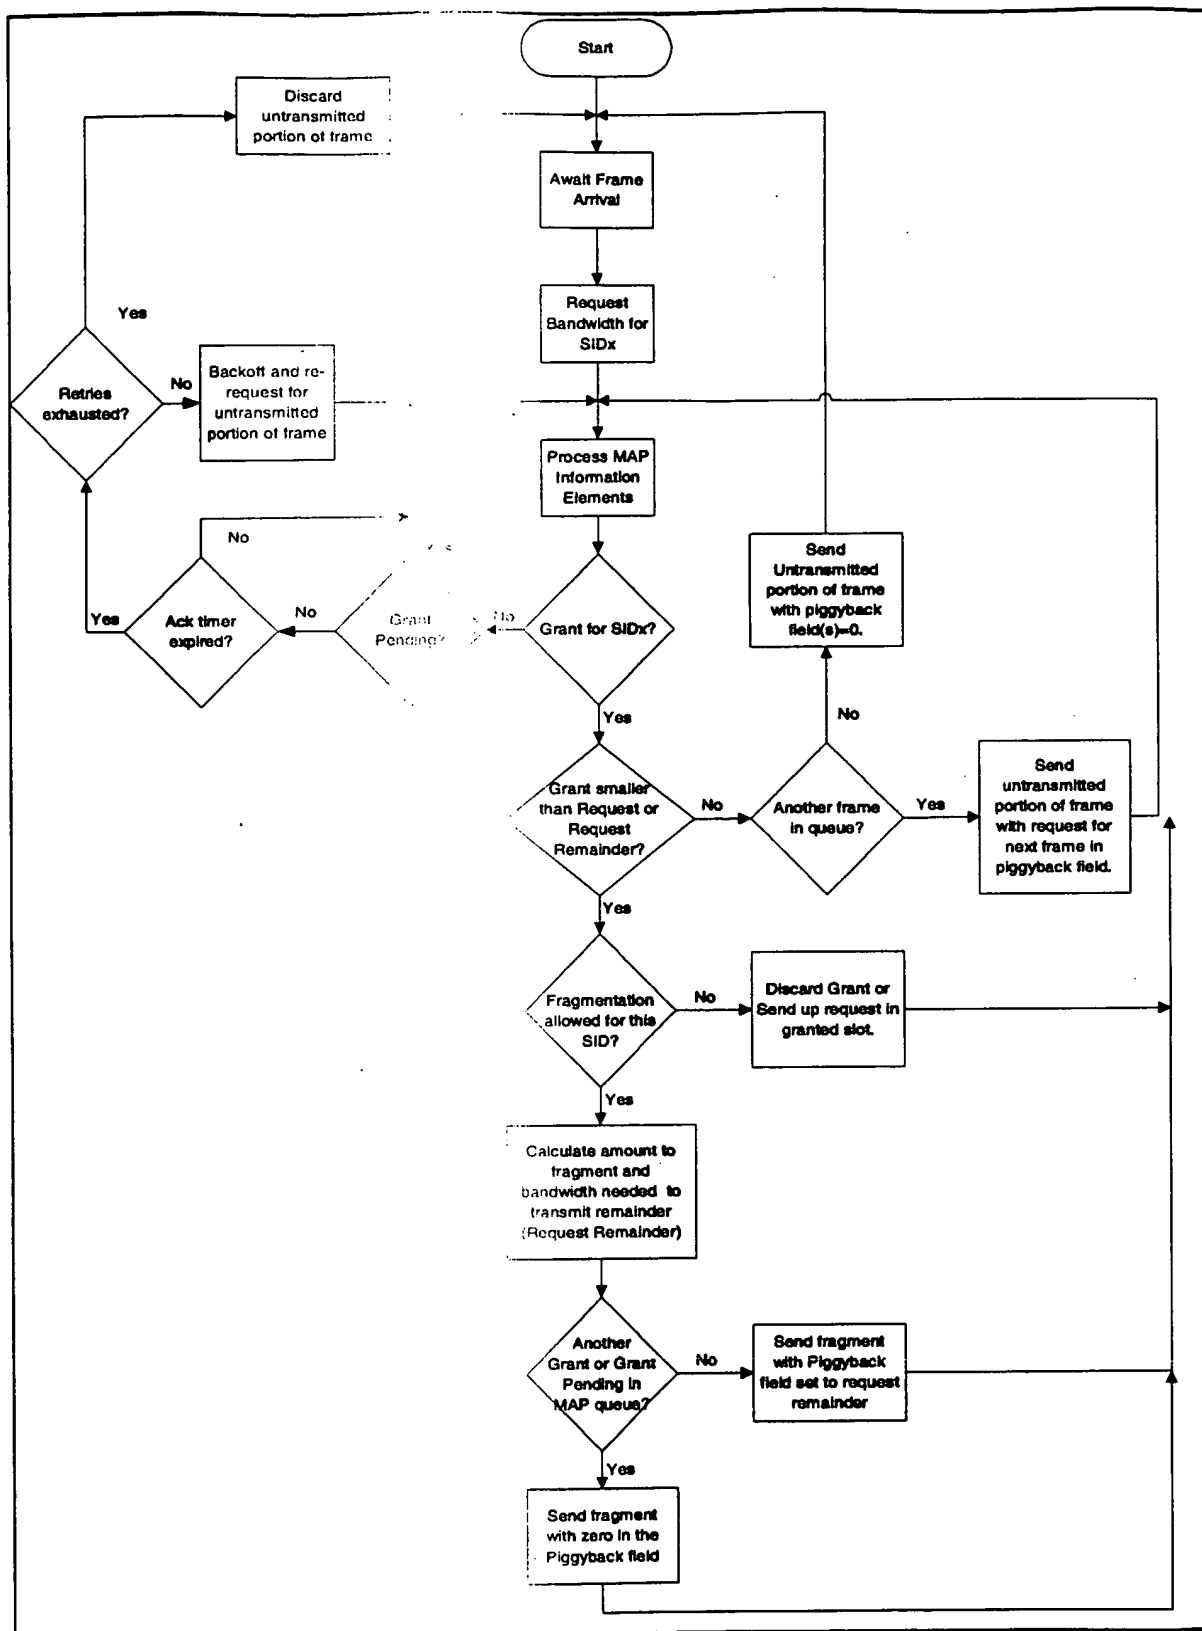 Start
Discard
untransmitted
portion of frame
Await Frame
Arrival
Request
Bandwidth for
SIDx
Yes
Retries
exhausted?
No
Backoff and re-
request for
untransmitted
portion of frame
Process MAP
Information
Elements
No
Yes
Send
Untransmitted
portion of frame
with piggyback
field(s)=0.
Yes
Ack timer
expired?
No
Grant
Pending?
No
Grant for SIDx?
Yes
No
Grant smaller
than Request or
Request
Remainder?
No
Another frame
in queue?
Yes
Send
untransmitted
portion of frame
with request for
next frame in
piggyback field.
Yes
Fragmentation
allowed for this
SID?
No
Discard Grant or
Send up request in
granted slot.
Yes
Calculate amount to
fragment and
bandwidth needed to
transmit remainder
(Request Remainder)
Another
Grant or Grant
Pending in
MAP queue?
No
Send fragment
with Piggyback
field set to request
remainder
Yes
Send fragment
with zero in the
Piggyback field